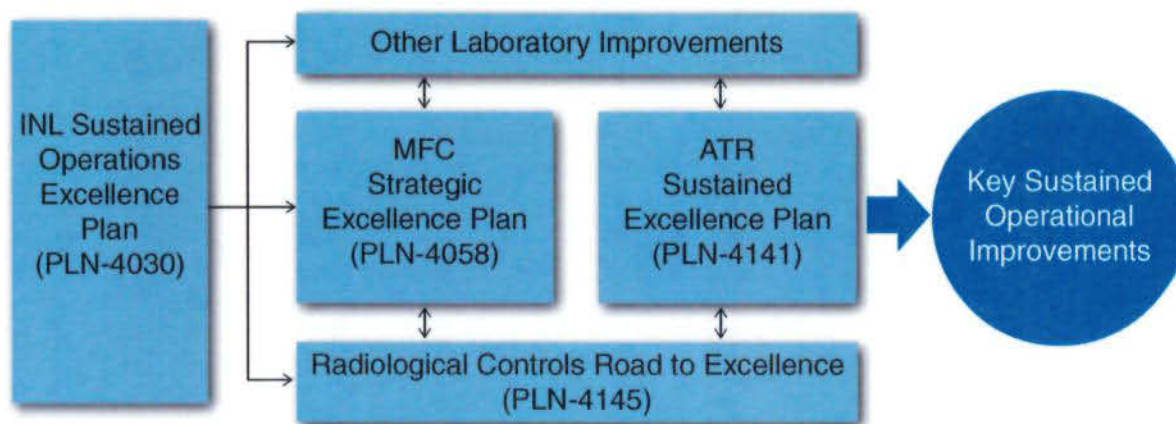 INL Sustained
Operations
Excellence
Plan
(PLN-4030)
Other Laboratory Improvements
MFC
Strategic
Excellence Plan
(PLN-4058)
ATR
Sustained
Excellence Plan
(PLN-4141)
Key Sustained
Operational
Improvements
Radiological Controls Road to Excellence
(PLN-4145)